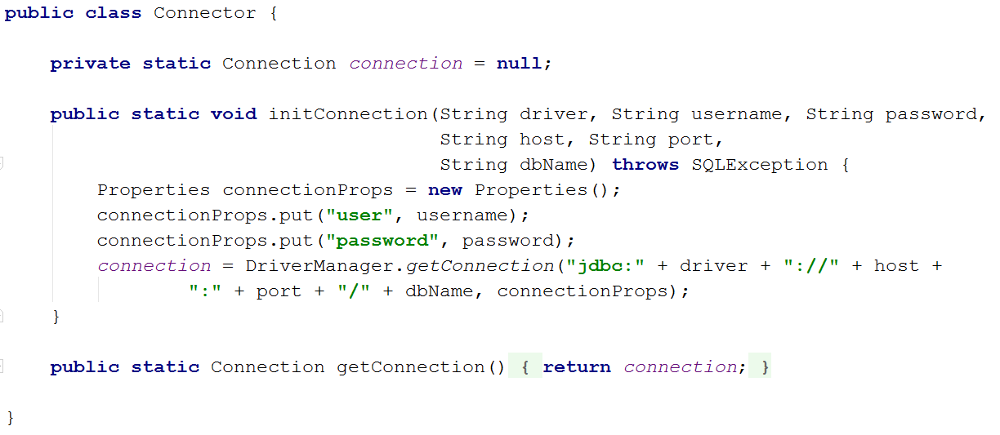 public class Connector {
private static Connection connection = null;
public static void initConnection(String driver, String username, String password,
String host, String port,
String dbName) throws SQLException {
Properties connectionProps = new Properties();
connectionProps.put("user", username);
connectionProps.put("password", password);
connection = DriverManager.getConnection("jdbc:" + driver + "://" + host +
":" + port + "/" + dbName, connectionProps);
}
public static Connection getConnection() { return connection; }
}